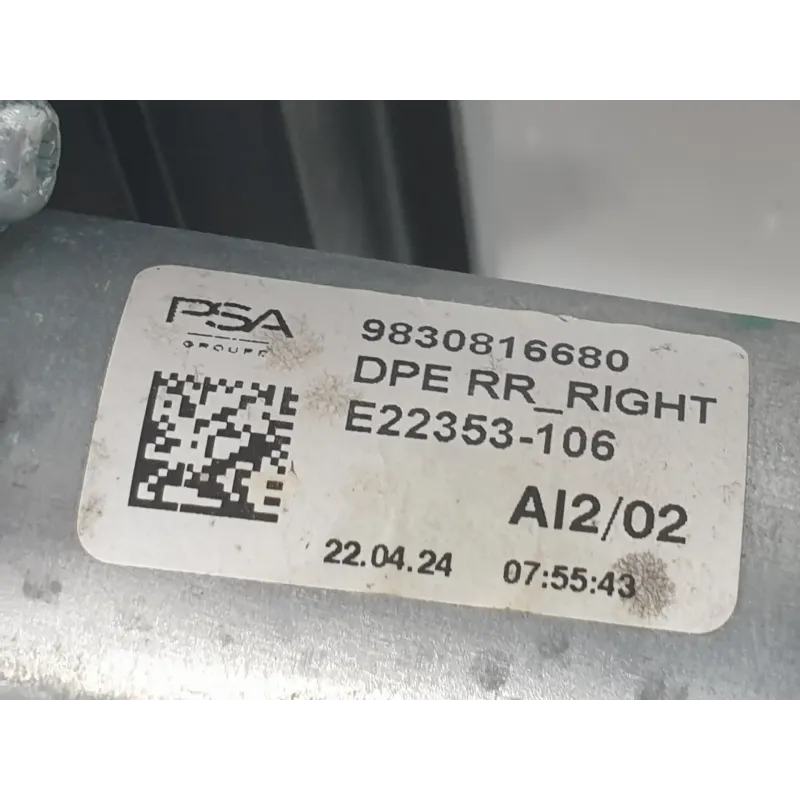 PSA
GROUPE
9830816680
DPE RR_RIGHT
E22353-106
AI2/02
22.04.24 07:55:43